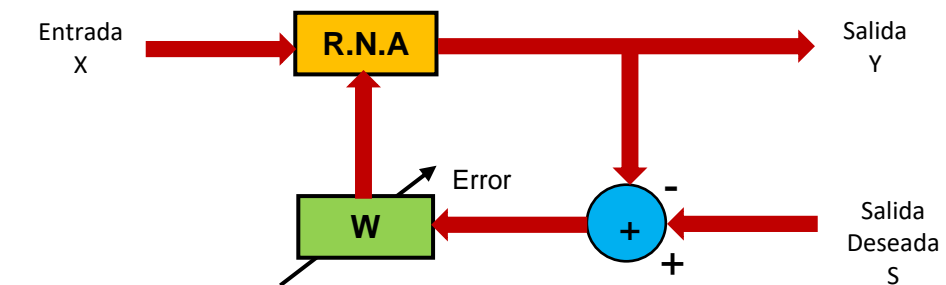 Entrada
X
R.N.A
Salida
Y
Error
-
W
+
+
Salida
Deseada
S